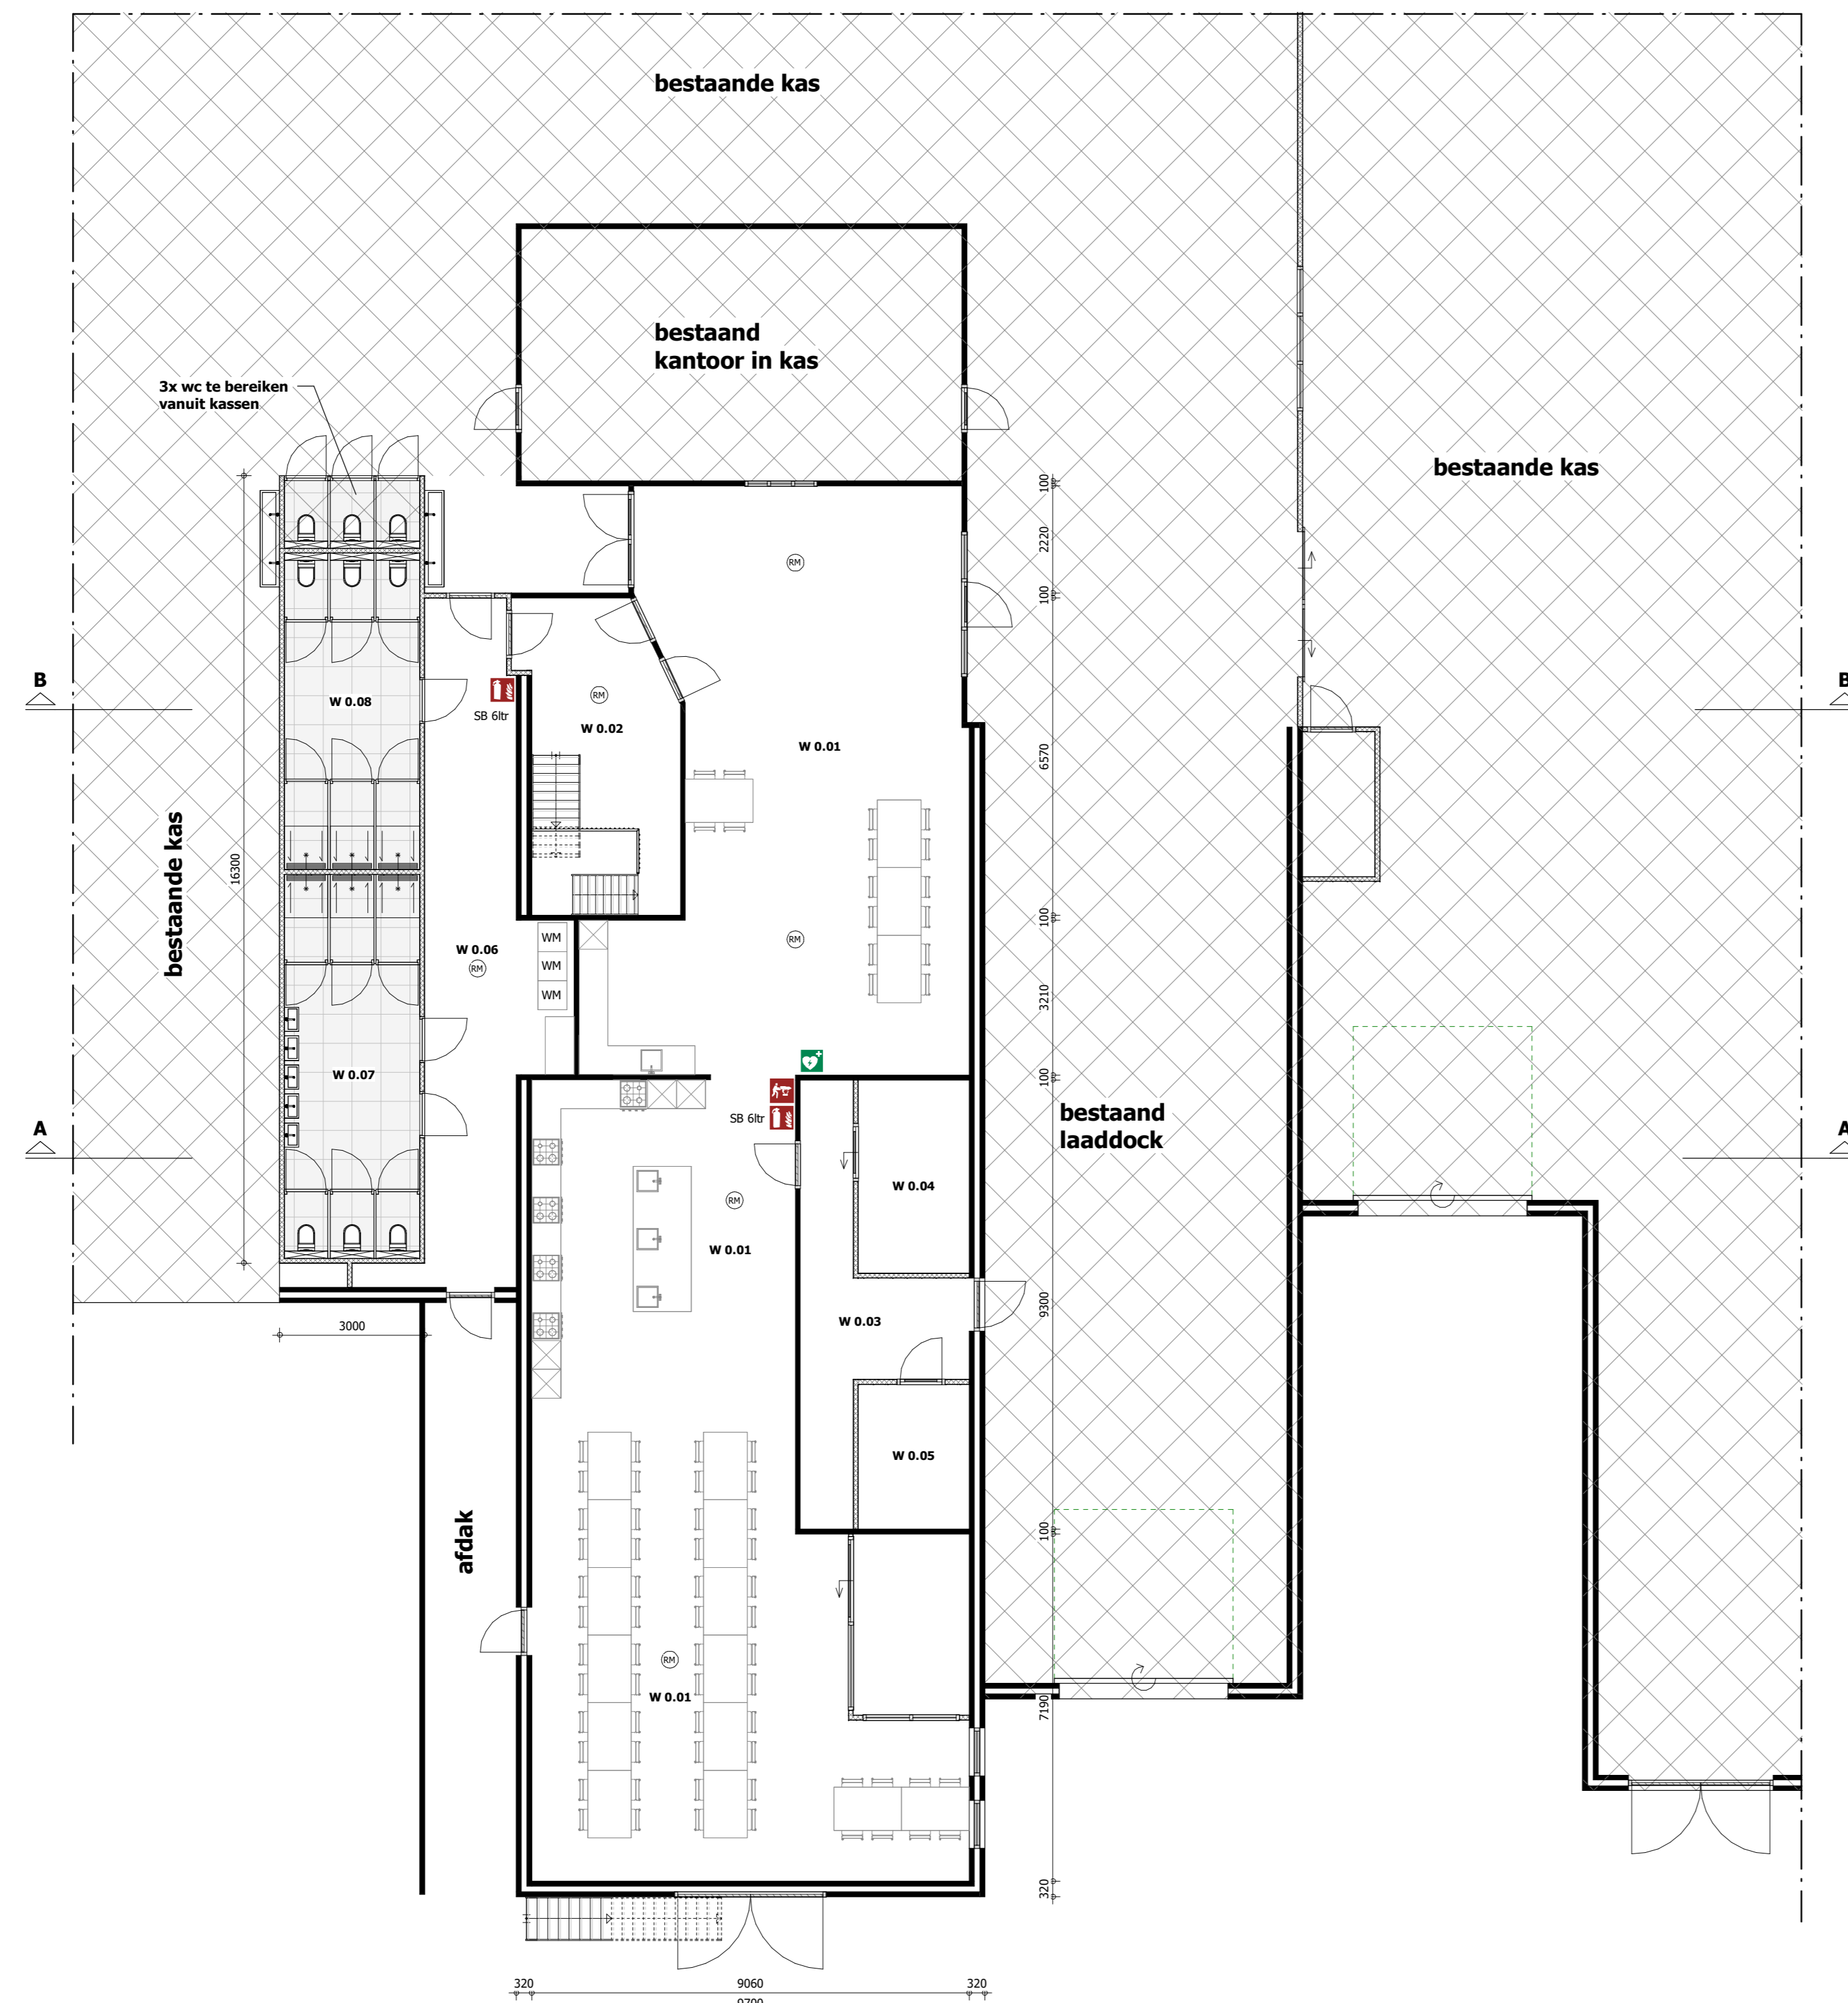 bestaande kas
bestaand
kantoor in kas
3x wc te bereiken
vanuit kassen
bestaande kas
100
2220
100
RM
B
B
W 0.08
SB 6ltr
RM
W 0.02
W 0.01
6570
bestaande kas
16300
W 0.06
RM
WM
WM
WM
RM
100
3210
W 0.07
100
A
A
SB 6ltr
bestaand
laaddock
W 0.04
RM
W 0.01
W 0.03
9300
3000
W 0.05
afdak
100
RM
W 0.01
7190
320
320
9060
320
9700